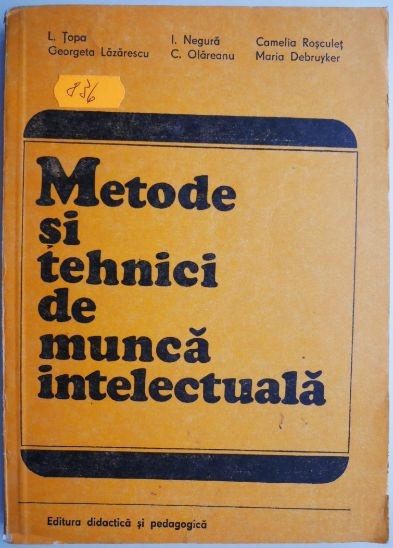 L. Țopa I. Negură Camelia Roșculeț
Georgeta Lăzărescu C. Olăreanu Maria Debruyker
Metode
și
tehnici
de
muncă
intelectuală
Editura didactică și pedagogică